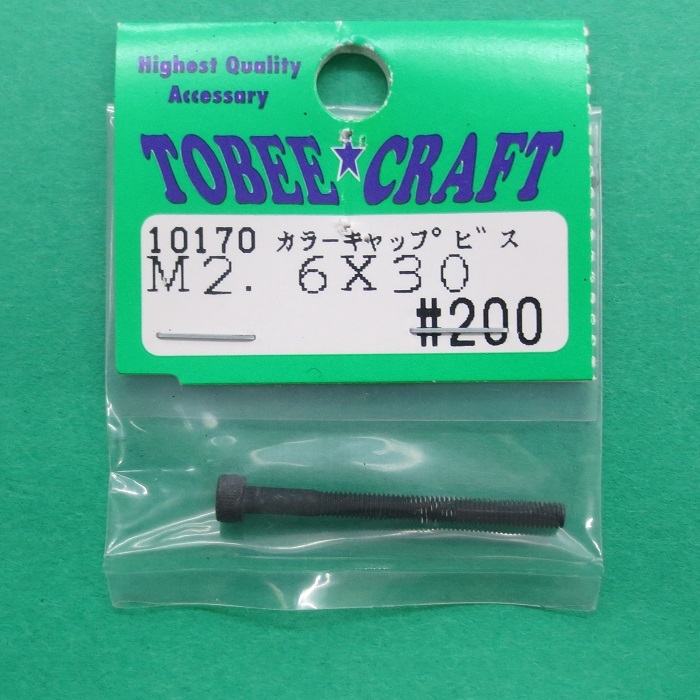 Highest Quality
Accessary
TOBEE★CRAFT
10170 カラーキャップビス
M2. 6X30
#200